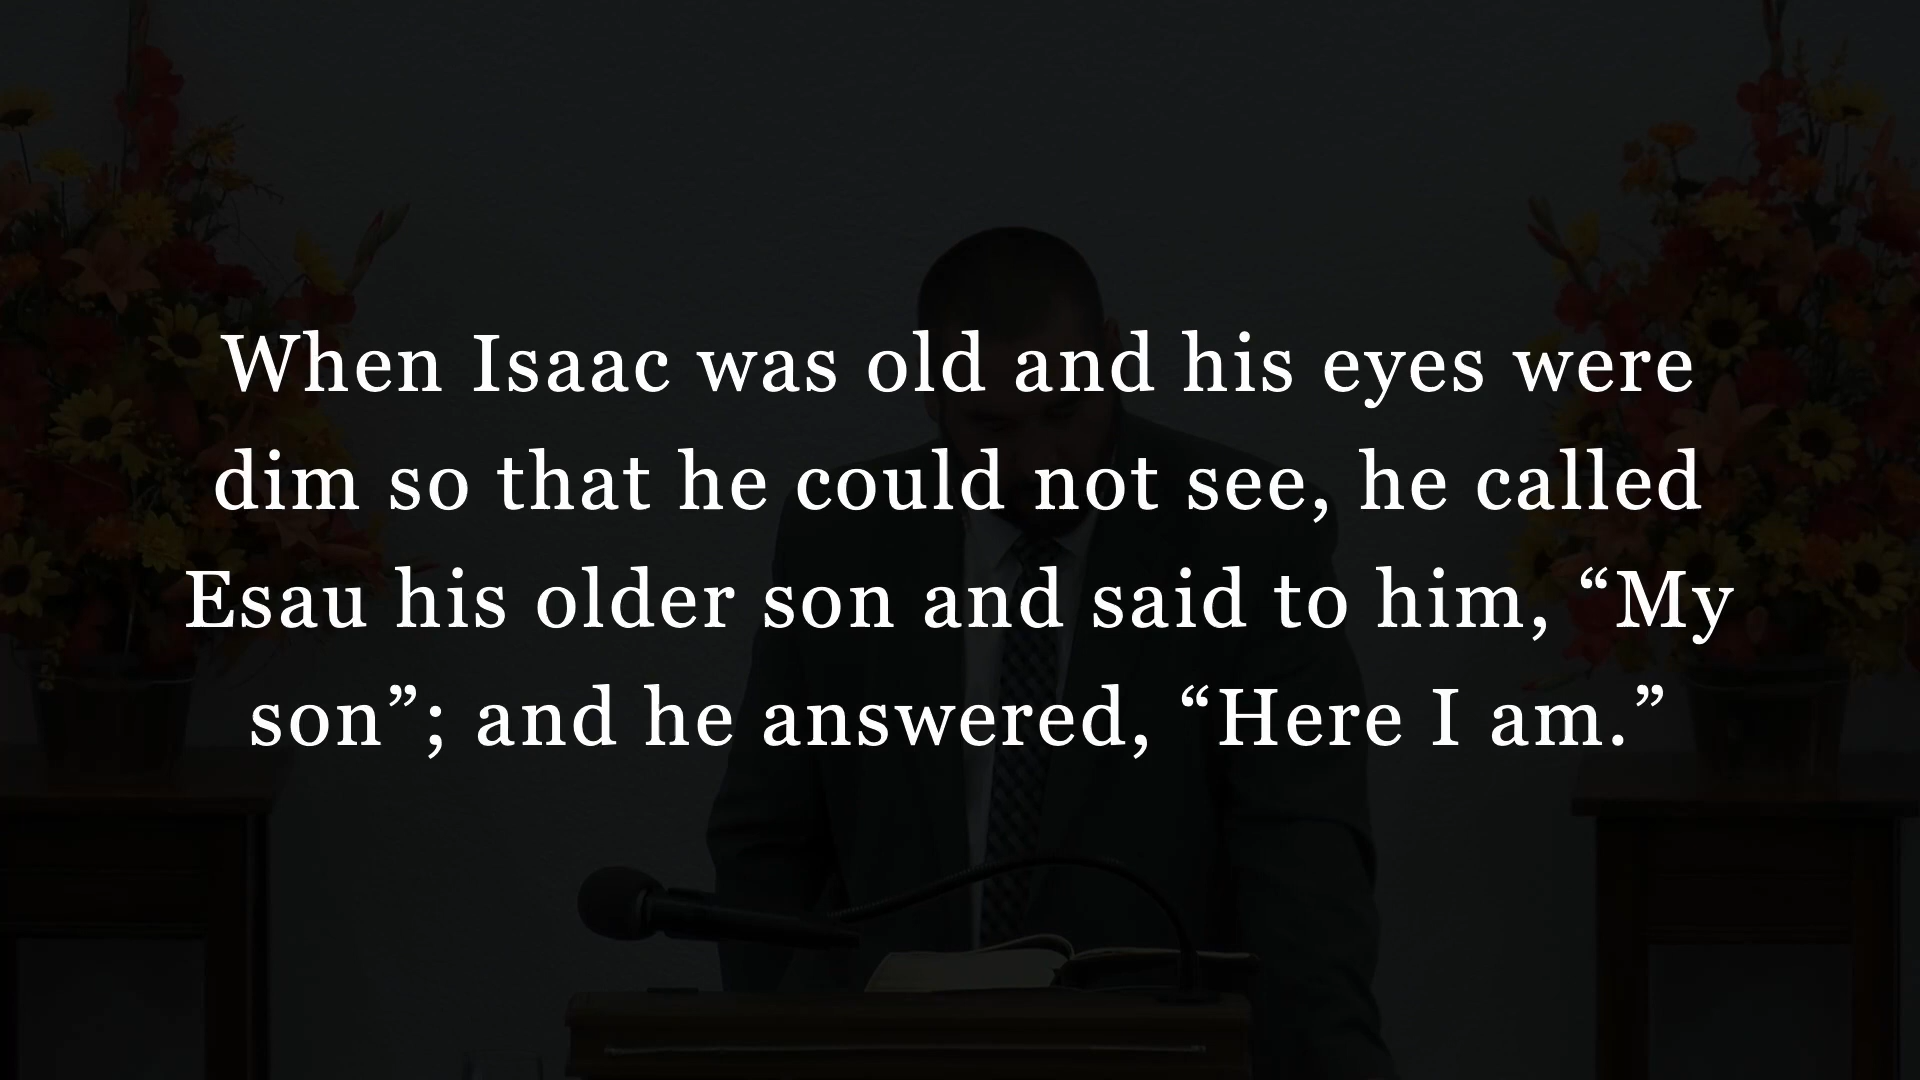 When Isaac was old and his eyes were
dim so that he could not see, he called
Esau his older son and said to him, “My
son”; and he answered, “Here I am.”